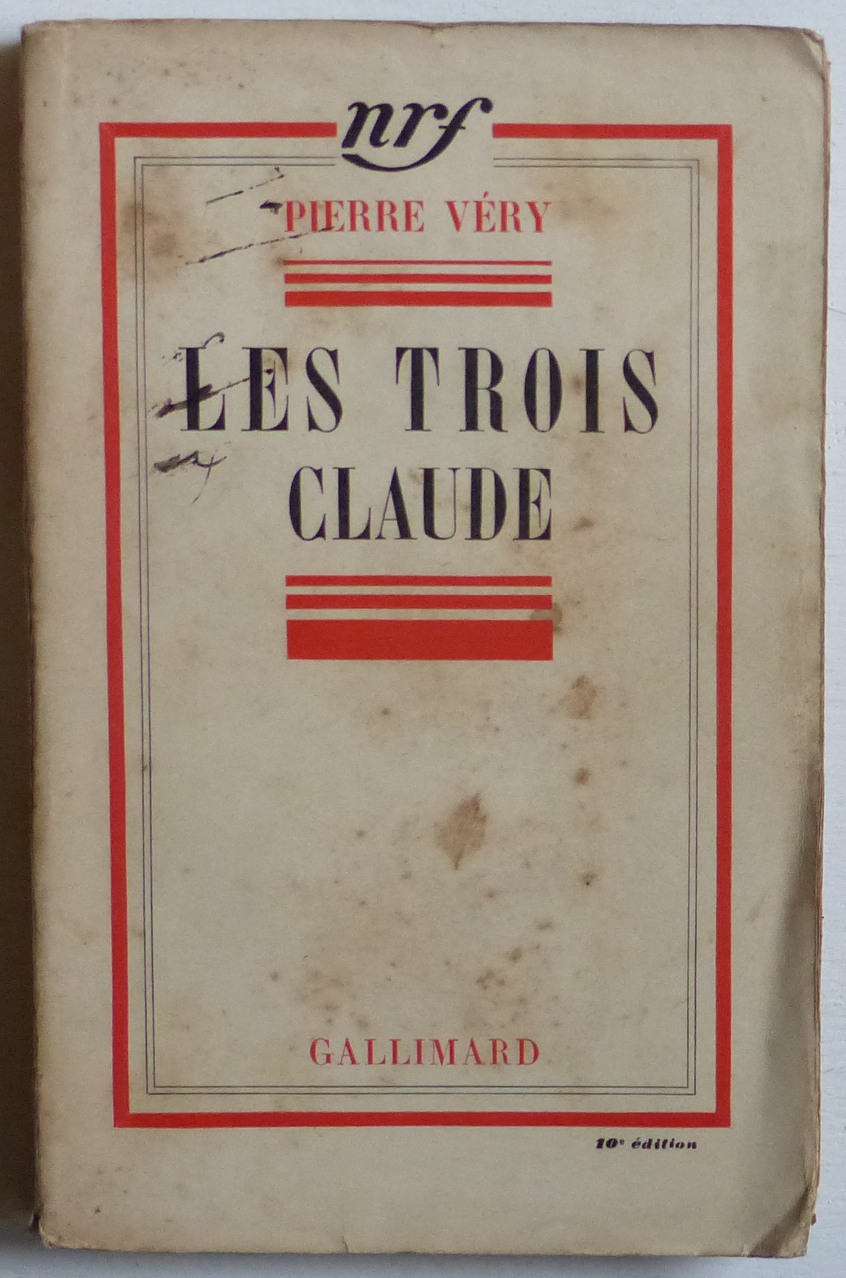 nrf
PIERRE VÉRY
LES TROIS
CLAUDE
GALLIMARD
10e édition